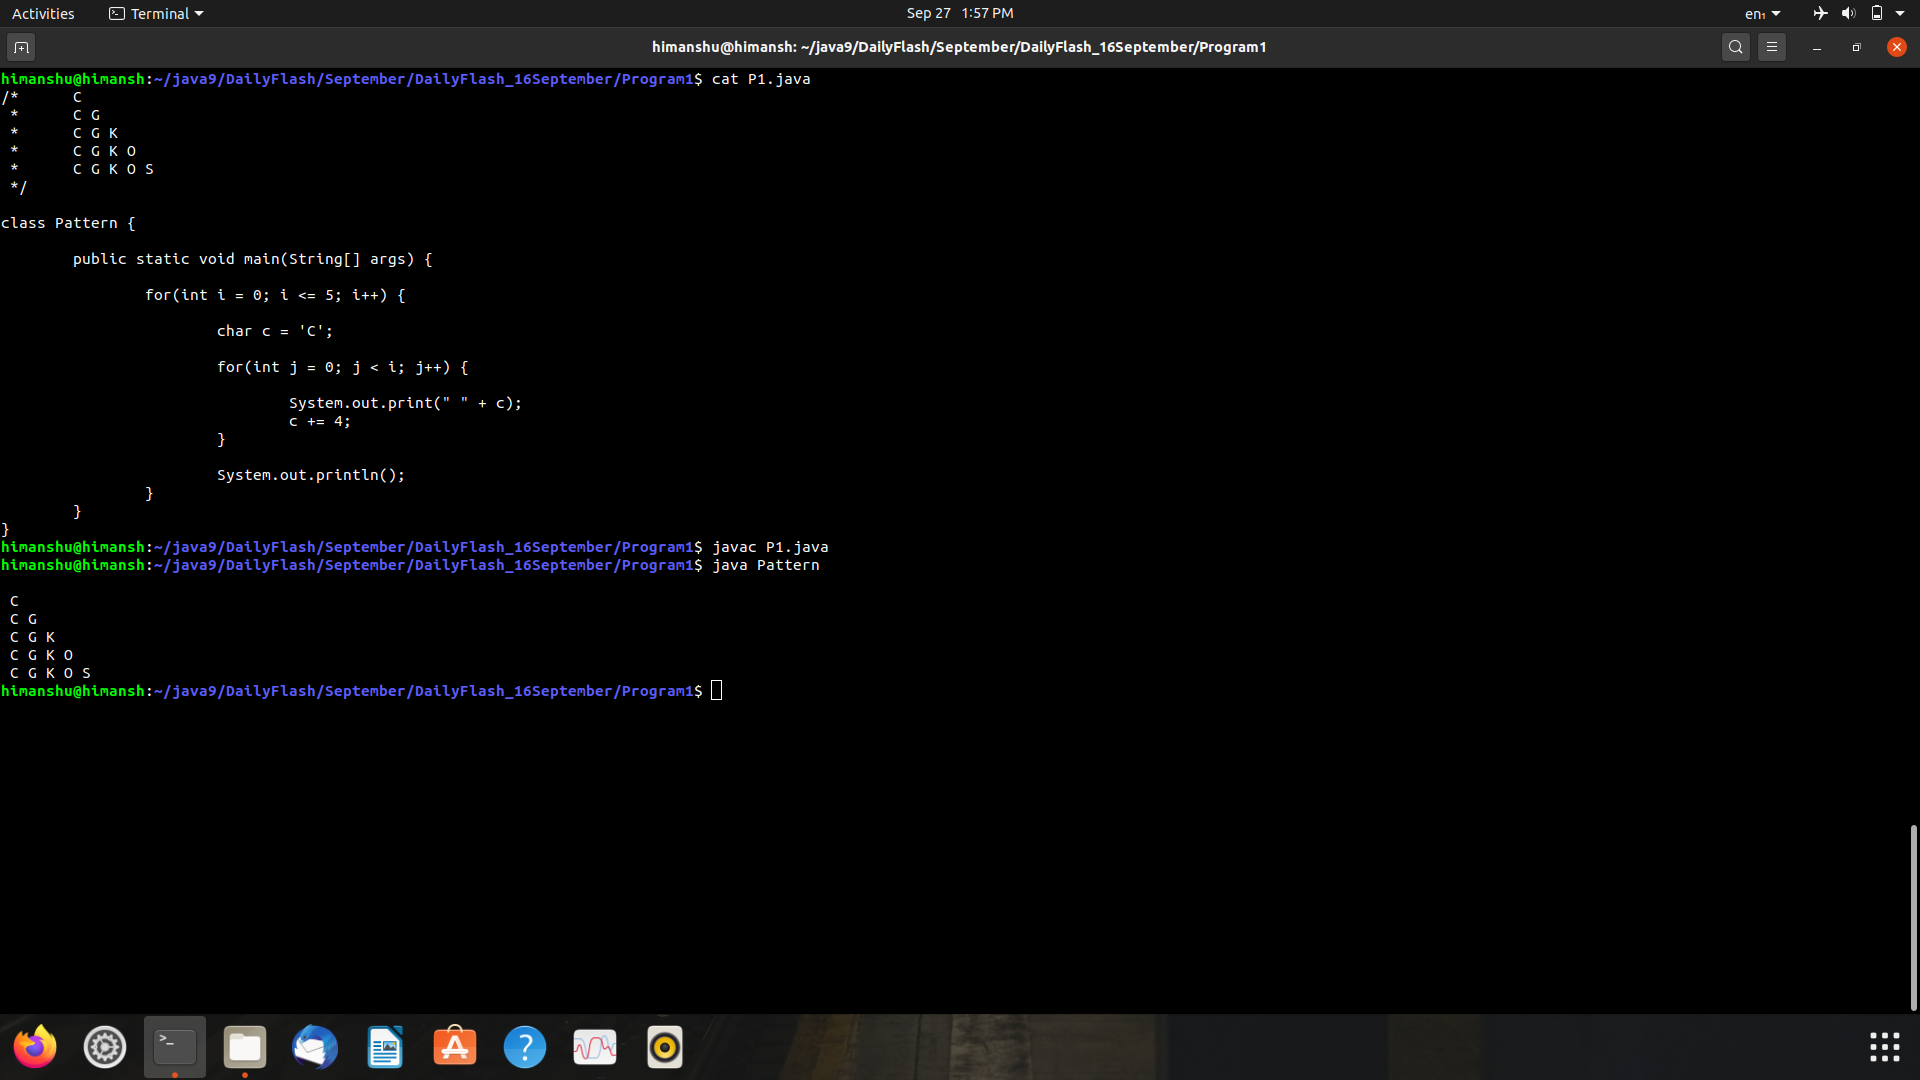 Activities Terminal Sep 27 1:57 PM en₁
himanshu@himansh: ~/java9/DailyFlash/September/DailyFlash_16September/Program1
himanshu@himansh:~/java9/DailyFlash/September/DailyFlash_16September/Program1$ cat P1.java
/*      C
 *      C G
 *      C G K
 *      C G K O
 *      C G K O S
 */
class Pattern {
        public static void main(String[] args) {
                for(int i = 0; i <= 5; i++) {
                        char c = 'C';
                        for(int j = 0; j < i; j++) {
                                System.out.print(" " + c);
                                c += 4;
                        }
                        System.out.println();
                }
        }
}
himanshu@himansh:~/java9/DailyFlash/September/DailyFlash_16September/Program1$ javac P1.java
himanshu@himansh:~/java9/DailyFlash/September/DailyFlash_16September/Program1$ java Pattern
 C
 C G
 C G K
 C G K O
 C G K O S
himanshu@himansh:~/java9/DailyFlash/September/DailyFlash_16September/Program1$